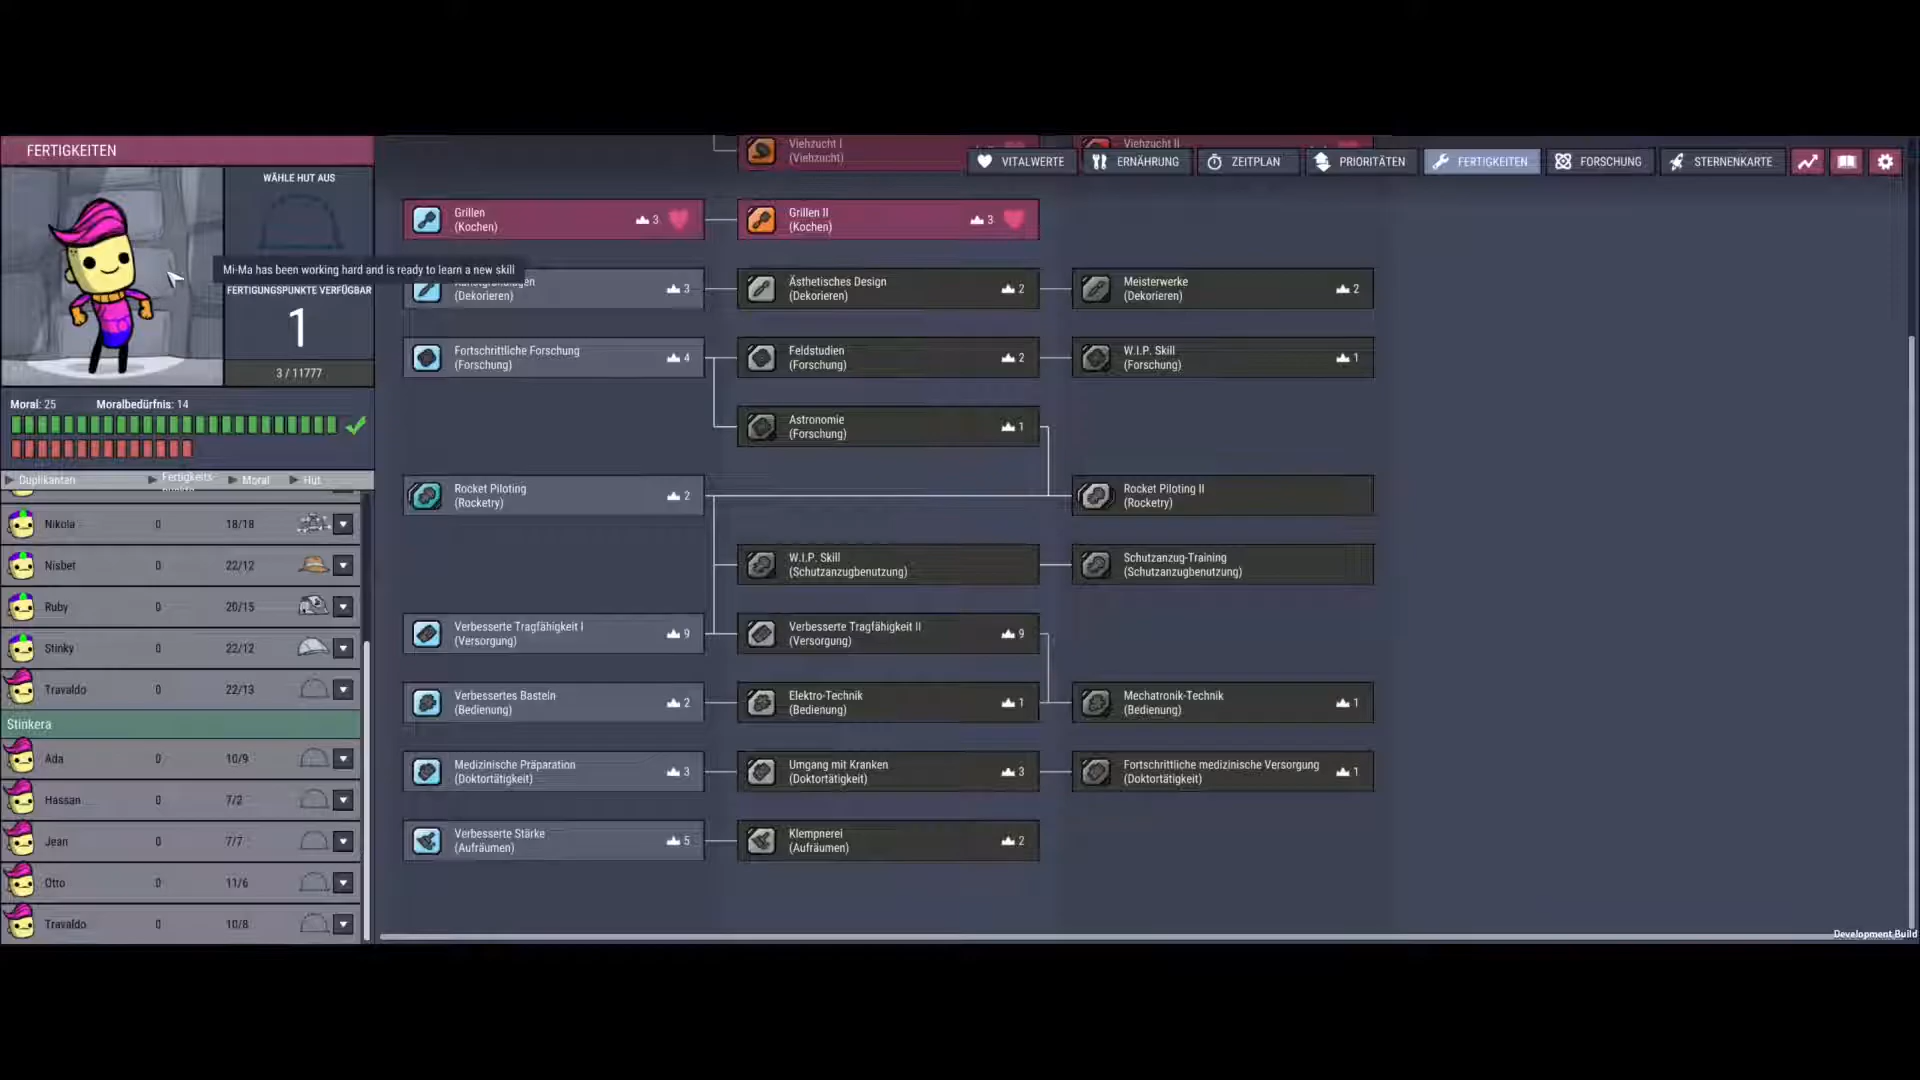 FERTIGKEITEN
WÄHLE HUT AUS
Mi-Ma has been working hard and is ready to learn a new skill
FERTIGUNGSPUNKTE VERFÜGBAR
1
3 / 11777
Moral: 25
Moralbedürfnis: 14
Duplikanten
Fertigkeits
Moral
Hut
Nikola 0 18/18
Nisbet 0 22/12
Ruby 0 20/15
Stinky 0 22/12
Travaldo 0 22/13
Stinkera
Ada 0 10/9
Hassan 0 7/2
Jean 0 7/7
Otto 0 11/6
Travaldo 0 10/8
Viehzucht I
(Viehzucht)
Viehzucht II
VITALWERTE
ERNÄHRUNG
ZEITPLAN
PRIORITÄTEN
FERTIGKEITEN
FORSCHUNG
STERNENKARTE
Grillen
(Kochen)
3
Grillen II
(Kochen)
3
(Dekorieren)
3
Ästhetisches Design
(Dekorieren)
2
Meisterwerke
(Dekorieren)
2
Fortschrittliche Forschung
(Forschung)
4
Feldstudien
(Forschung)
2
W.I.P. Skill
(Forschung)
1
Astronomie
(Forschung)
1
Rocket Piloting
(Rocketry)
2
Rocket Piloting II
(Rocketry)
W.I.P. Skill
(Schutzanzugbenutzung)
Schutzanzug-Training
(Schutzanzugbenutzung)
Verbesserte Tragfähigkeit I
(Versorgung)
9
Verbesserte Tragfähigkeit II
(Versorgung)
9
Verbessertes Basteln
(Bedienung)
2
Elektro-Technik
(Bedienung)
1
Mechatronik-Technik
(Bedienung)
1
Medizinische Präparation
(Doktortätigkeit)
3
Umgang mit Kranken
(Doktortätigkeit)
3
Fortschrittliche medizinische Versorgung
(Doktortätigkeit)
1
Verbesserte Stärke
(Aufräumen)
5
Klempnerei
(Aufräumen)
2
Development Build